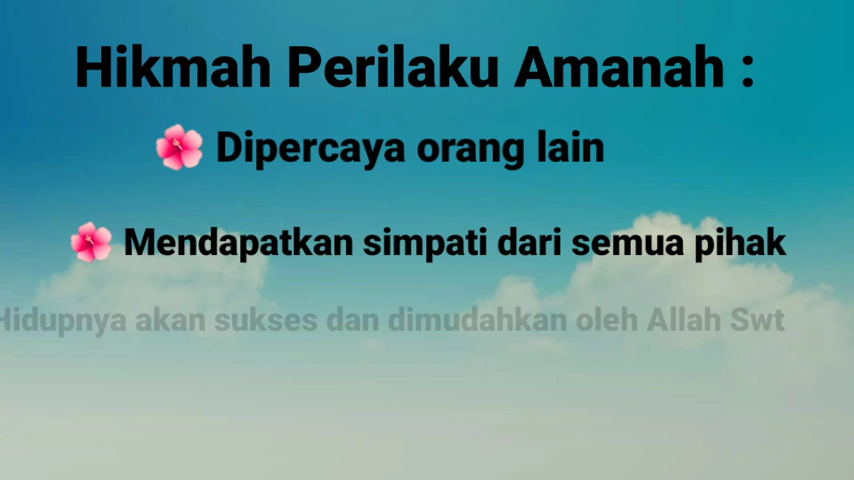 Hikmah Perilaku Amanah :
🌺 Dipercaya orang lain
🌺 Mendapatkan simpati dari semua pihak
Hidupnya akan sukses dan dimudahkan oleh Allah Swt